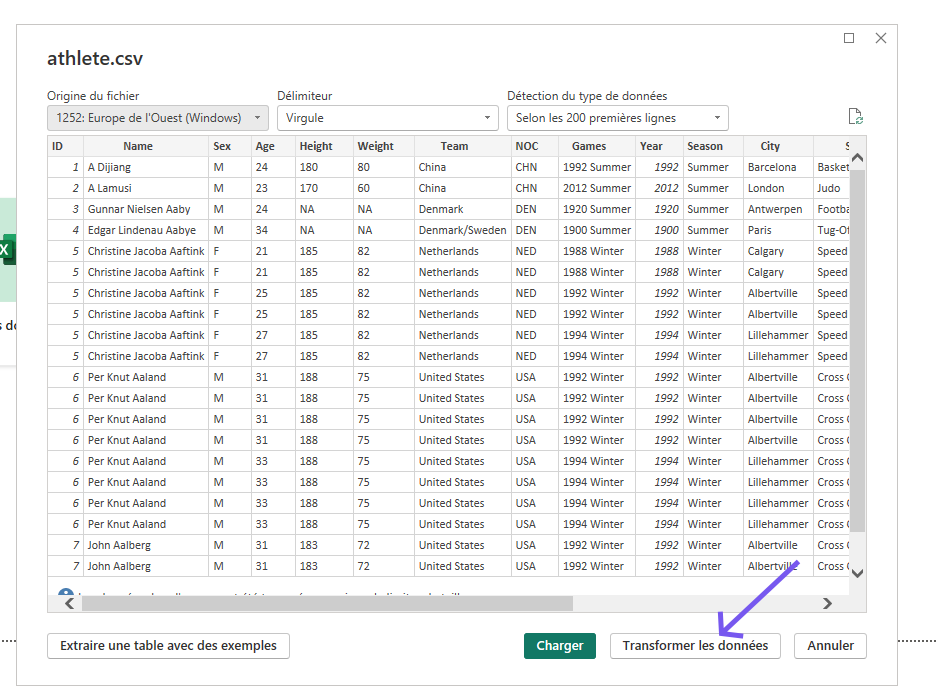 athlete.csv
Origine du fichier Délimiteur Détection du type de données
1252: Europe de l'Ouest (Windows) Virgule Selon les 200 premières lignes
ID Name Sex Age Height Weight Team NOC Games Year Season City S
1 A Dijiang M 24 180 80 China CHN 1992 Summer 1992 Summer Barcelona Basket
2 A Lamusi M 23 170 60 China CHN 2012 Summer 2012 Summer London Judo
3 Gunnar Nielsen Aaby M 24 NA NA Denmark DEN 1920 Summer 1920 Summer Antwerpen Footba
4 Edgar Lindenau Aabye M 34 NA NA Denmark/Sweden DEN 1900 Summer 1900 Summer Paris Tug-Of
5 Christine Jacoba Aaftink F 21 185 82 Netherlands NED 1988 Winter 1988 Winter Calgary Speed
5 Christine Jacoba Aaftink F 21 185 82 Netherlands NED 1988 Winter 1988 Winter Calgary Speed
5 Christine Jacoba Aaftink F 25 185 82 Netherlands NED 1992 Winter 1992 Winter Albertville Speed
5 Christine Jacoba Aaftink F 25 185 82 Netherlands NED 1992 Winter 1992 Winter Albertville Speed
5 Christine Jacoba Aaftink F 27 185 82 Netherlands NED 1994 Winter 1994 Winter Lillehammer Speed
5 Christine Jacoba Aaftink F 27 185 82 Netherlands NED 1994 Winter 1994 Winter Lillehammer Speed
6 Per Knut Aaland M 31 188 75 United States USA 1992 Winter 1992 Winter Albertville Cross
6 Per Knut Aaland M 31 188 75 United States USA 1992 Winter 1992 Winter Albertville Cross
6 Per Knut Aaland M 31 188 75 United States USA 1992 Winter 1992 Winter Albertville Cross
6 Per Knut Aaland M 31 188 75 United States USA 1992 Winter 1992 Winter Albertville Cross
6 Per Knut Aaland M 33 188 75 United States USA 1994 Winter 1994 Winter Lillehammer Cross
6 Per Knut Aaland M 33 188 75 United States USA 1994 Winter 1994 Winter Lillehammer Cross
6 Per Knut Aaland M 33 188 75 United States USA 1994 Winter 1994 Winter Lillehammer Cross
6 Per Knut Aaland M 33 188 75 United States USA 1994 Winter 1994 Winter Lillehammer Cross
7 John Aalberg M 31 183 72 United States USA 1992 Winter 1992 Winter Albertville Cross
7 John Aalberg M 31 183 72 United States USA 1992 Winter 1992 Winter Albertville Cross
Extraire une table avec des exemples Charger Transformer les données Annuler